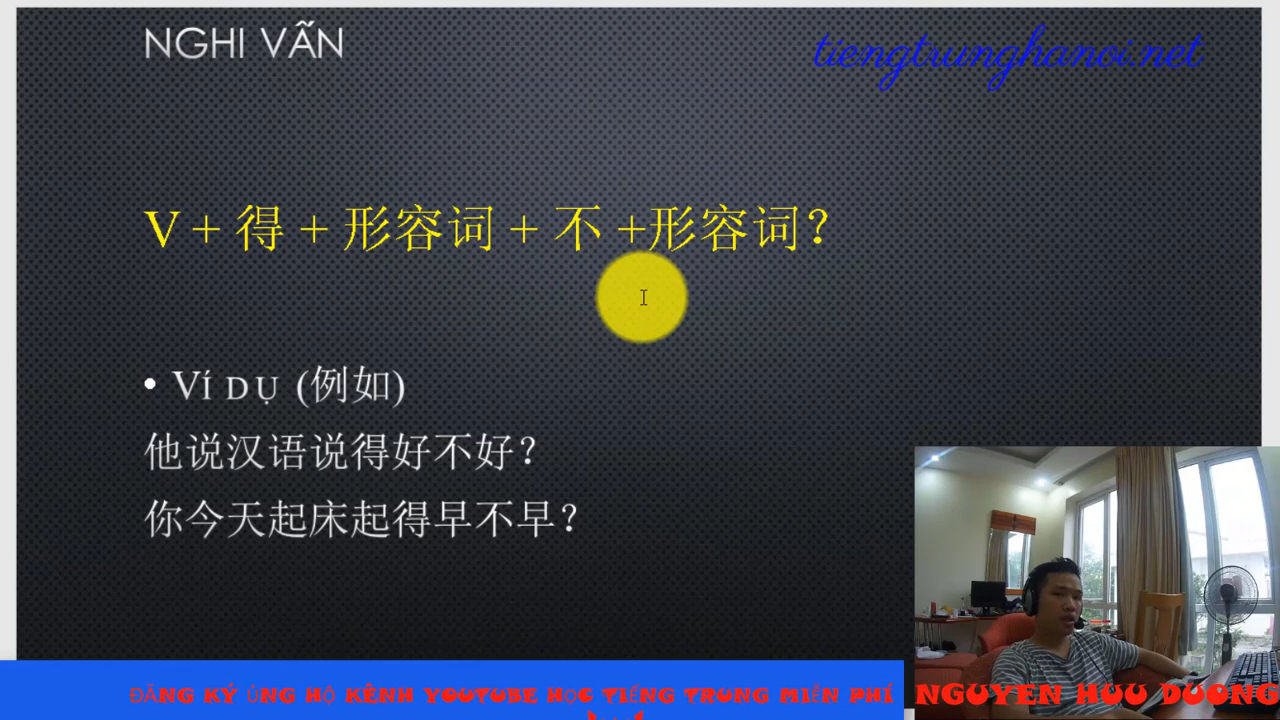 NGHI VẤN
tiengtrunghanoi.net
V + 得 + 形容词 + 不 +形容词?
• Ví dụ (例如)
他说汉语说得好不好?
你今天起床起得早不早?
ĐĂNG KÝ ỦNG HỘ KÊNH YOUTUBE HỌC TIẾNG TRUNG MIỄN PHÍ
NGUYEN HUU DUONG